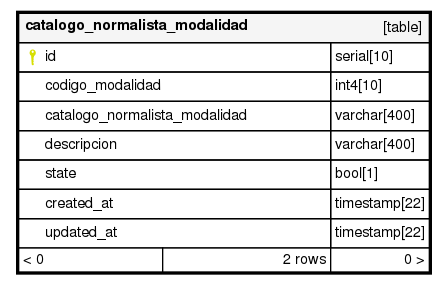 catalogo_normalista_modalidad [table]
id serial[10]
codigo_modalidad int4[10]
catalogo_normalista_modalidad varchar[400]
descripcion varchar[400]
state bool[1]
created_at timestamp[22]
updated_at timestamp[22]
< 0 2 rows 0 >